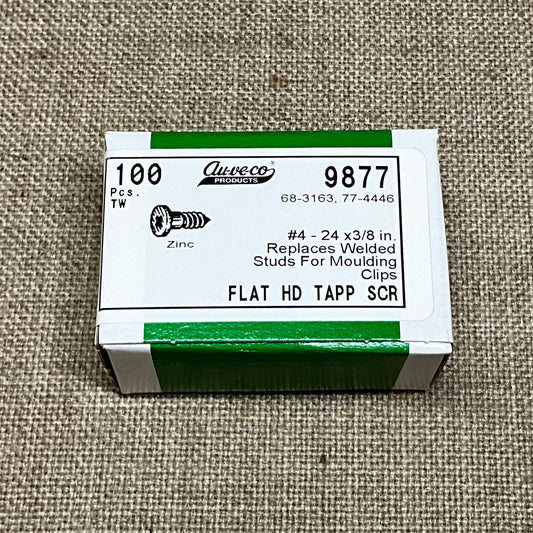 100
Pcs.
TW
Zinc
au-ve-co®
PRODUCTS
9877
68-3163, 77-4446
#4 - 24 x3/8 in.
Replaces Welded
Studs For Moulding
Clips
FLAT HD TAPP SCR